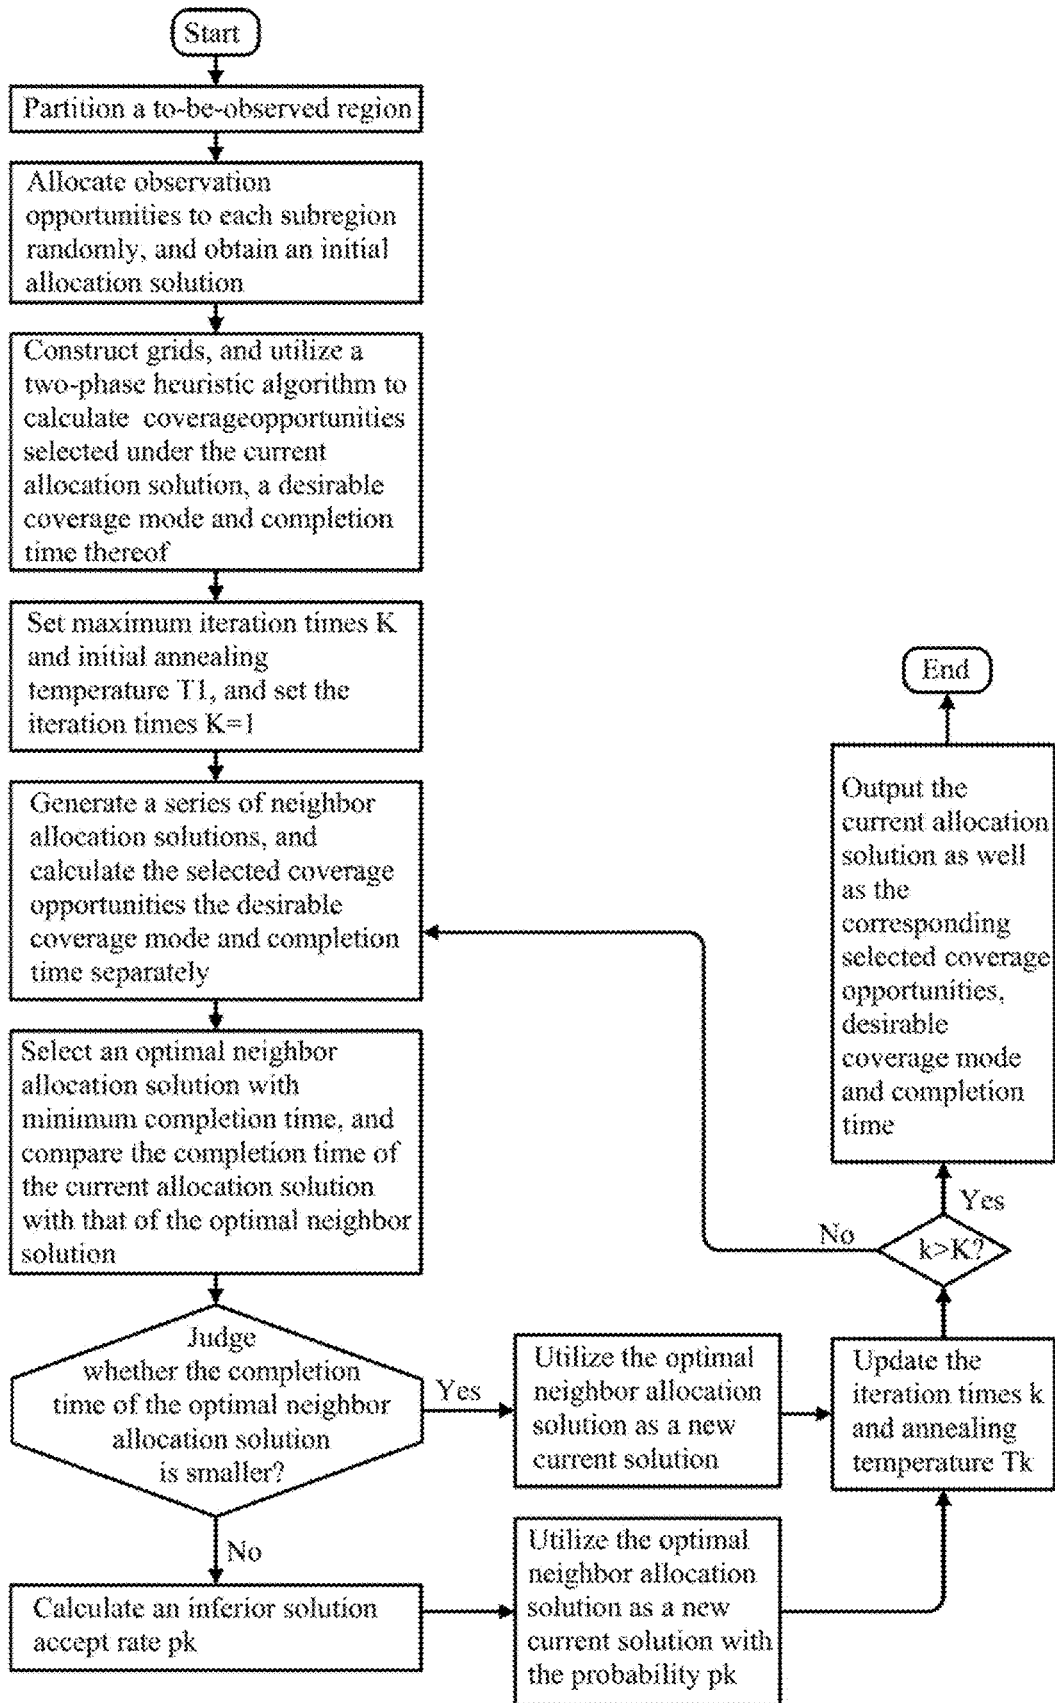 Start
Partition a to-be-observed region
Allocate observation
opportunities to each subregion
randomly, and obtain an initial
allocation solution
Construct grids, and utilize a
two-phase heuristic algorithm to
calculate coverageopportunities
selected under the current
allocation solution, a desirable
coverage mode and completion
time thereof
Set maximum iteration times K
and initial annealing
temperature T1, and set the
iteration times K=1
Generate a series of neighbor
allocation solutions, and
calculate the selected coverage
opportunities the desirable
coverage mode and completion
time separately
Select an optimal neighbor
allocation solution with
minimum completion time, and
compare the completion time of
the current allocation solution
with that of the optimal neighbor
solution
Judge
whether the completion
time of the optimal neighbor
allocation solution
is smaller?
Yes
No
Utilize the optimal
neighbor allocation
solution as a new
current solution
Calculate an inferior solution
accept rate pk
Utilize the optimal
neighbor allocation
solution as a new
current solution with
the probability pk
Update the
iteration times k
and annealing
temperature Tk
k>K?
No
Yes
Output the
current allocation
solution as well
as the
corresponding
selected coverage
opportunities,
desirable
coverage mode
and completion
time
End